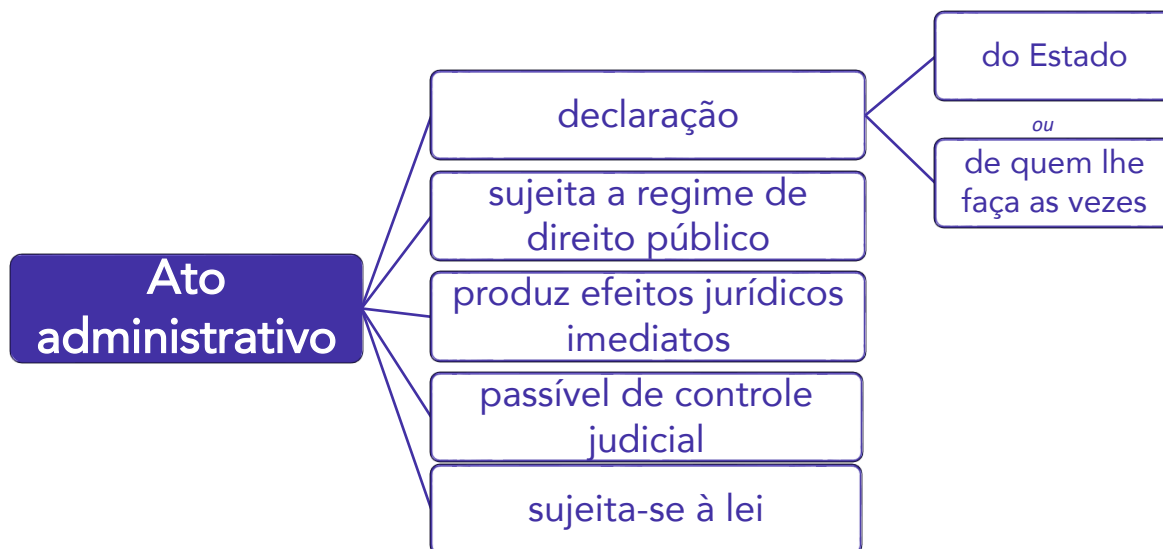 Ato
administrativo
declaração
do Estado
ou
de quem lhe
faça as vezes
sujeita a regime de
direito público
produz efeitos jurídicos
imediatos
passível de controle
judicial
sujeita-se à lei